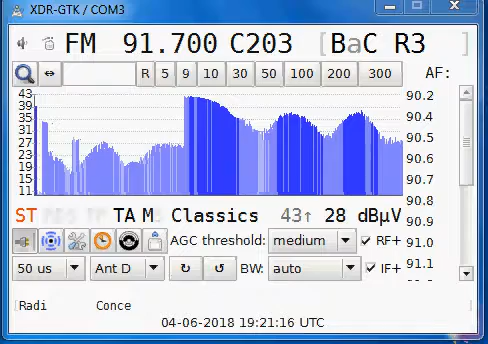 XDR-GTK / COM3
FM 91.700 C203 [BaC R3 ]
R 5 9 10 30 50 100 200 300 AF:
43
39
35
31
27
23
19
15
11
90.2
90.4
90.5
90.6
90.7
90.8
90.9
91.0
91.1
ST TA M Classics 43↑ 28 dBµV
AGC threshold: medium RF+
50 us Ant D ↻ ↺ BW: auto IF+
Radi Conce
04-06-2018 19:21:16 UTC